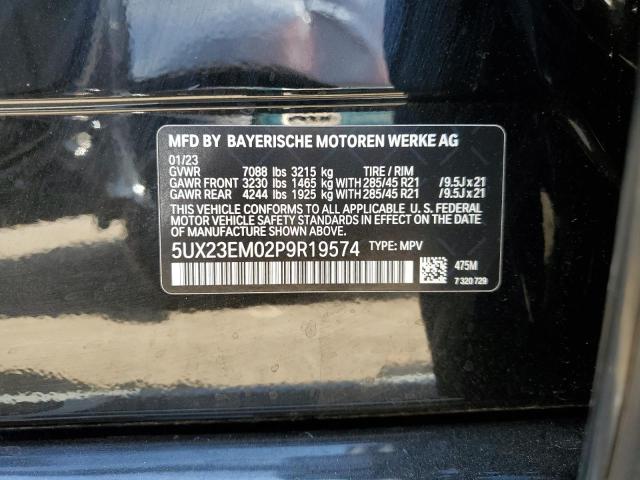 MFD BY BAYERISCHE MOTOREN WERKE AG
01/23
GVWR 7088 lbs 3215 kg TIRE / RIM
GAWR FRONT 3230 lbs 1465 kg WITH 285/45 R21 /9.5Jx21
GAWR REAR 4244 lbs 1925 kg WITH 285/45 R21 /9.5Jx21
THIS VEHICLE CONFORMS TO ALL APPLICABLE U. S. FEDERAL
MOTOR VEHICLE SAFETY STANDARDS IN EFFECT ON THE
DATE OF MANUFACTURE SHOWN ABOVE.
5UX23EM02P9R19574 TYPE: MPV
475M
7 320 729